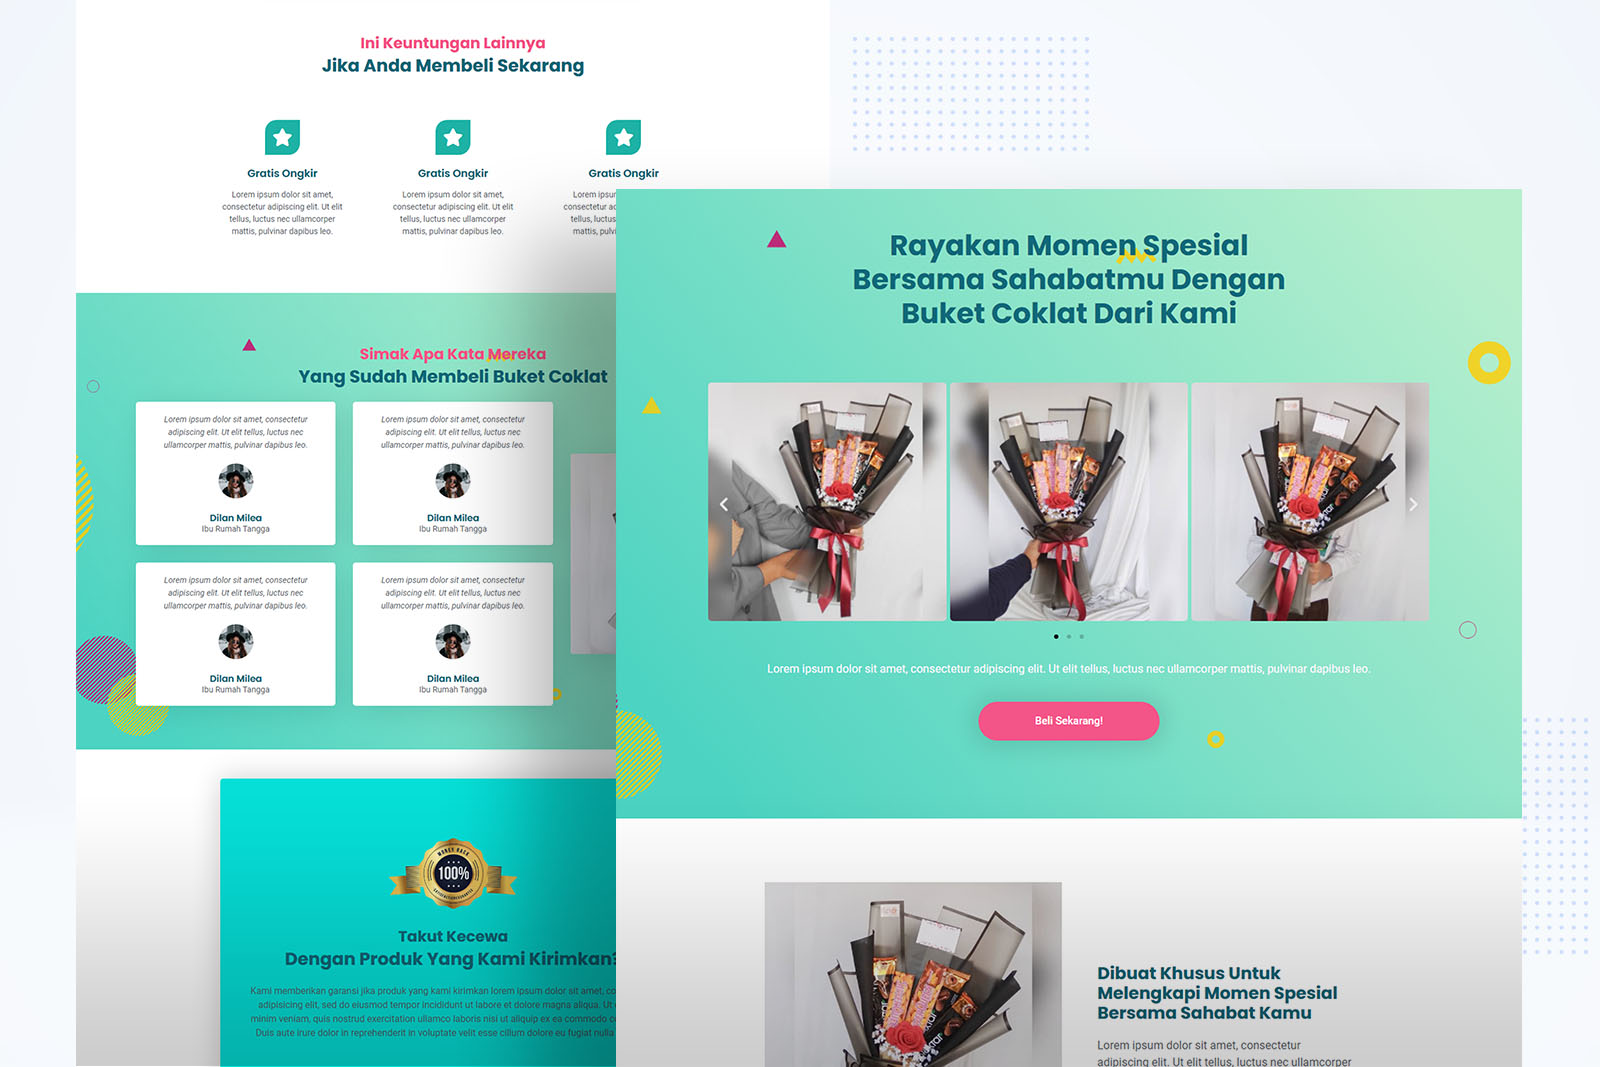 Ini Keuntungan Lainnya
Jika Anda Membeli Sekarang
Gratis Ongkir
Lorem ipsum dolor sit amet,
consectetur adipiscing elit. Ut elit
tellus, luctus nec ullamcorper
mattis, pulvinar dapibus leo.
Gratis Ongkir
Lorem ipsum dolor sit amet,
consectetur adipiscing elit. Ut elit
tellus, luctus nec ullamcorper
mattis, pulvinar dapibus leo.
Gratis Ongkir
Lorem
consectetur
tellus,
mattis,
Simak Apa Kata Mereka
Yang Sudah Membeli Buket Coklat
Lorem ipsum dolor sit amet, consectetur
adipiscing elit. Ut elit tellus, luctus nec
ullamcorper mattis, pulvinar dapibus leo.
Dilan Milea
Ibu Rumah Tangga
Lorem ipsum dolor sit amet, consectetur
adipiscing elit. Ut elit tellus, luctus nec
ullamcorper mattis, pulvinar dapibus leo.
Dilan Milea
Ibu Rumah Tangga
Lorem ipsum dolor sit amet, consectetur
adipiscing elit. Ut elit tellus, luctus nec
ullamcorper mattis, pulvinar dapibus leo.
Dilan Milea
Ibu Rumah Tangga
Lorem ipsum dolor sit amet, consectetur
adipiscing elit. Ut elit tellus, luctus nec
ullamcorper mattis, pulvinar dapibus leo.
Dilan Milea
Ibu Rumah Tangga
MONEY BACK
100%
Takut Kecewa
Dengan Produk Yang Kami Kirimkan?
Kami memberikan garansi jika produk yang kami kirimkan lorem ipsum dolor sit amet,
adipisicing elit, sed do eiusmod tempor incididunt ut labore et dolore magna aliqua. Ut
minim veniam, quis nostrud exercitation ullamco laboris nisi ut aliquip ex ea commodo
Duis aute irure dolor in reprehenderit in voluptate velit esse cillum dolore eu fugiat nulla
Rayakan Momen Spesial
Bersama Sahabatmu Dengan
Buket Coklat Dari Kami
Lorem ipsum dolor sit amet, consectetur adipiscing elit. Ut elit tellus, luctus nec ullamcorper mattis, pulvinar dapibus leo.
Beli Sekarang!
Dibuat Khusus Untuk
Melengkapi Momen Spesial
Bersama Sahabat Kamu
Lorem ipsum dolor sit amet, consectetur
adipiscing elit. Ut elit tellus, luctus nec ullamcorper